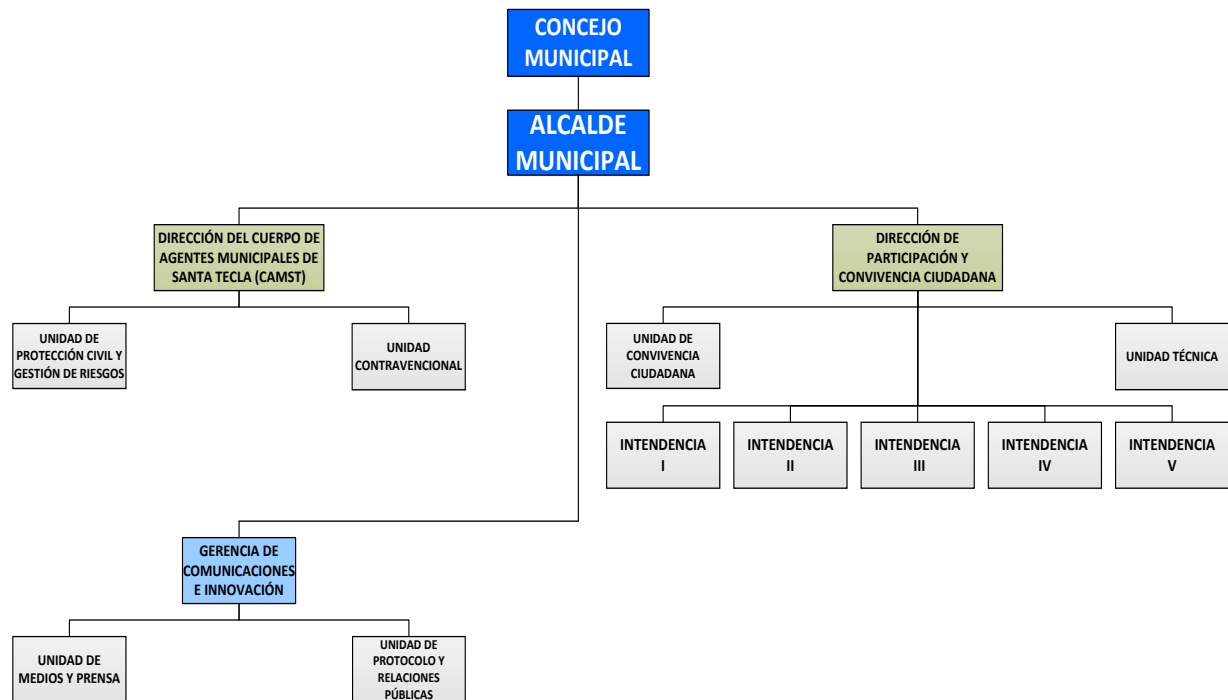 CONCEJO
MUNICIPAL
ALCALDE
MUNICIPAL
DIRECCIÓN DEL CUERPO DE
AGENTES MUNICIPALES DE
SANTA TECLA (CAMST)
DIRECCIÓN DE
PARTICIPACIÓN Y
CONVIVENCIA CIUDADANA
UNIDAD DE
PROTECCIÓN CIVIL Y
GESTIÓN DE RIESGOS
UNIDAD
CONTRAVENCIONAL
UNIDAD DE
CONVIVENCIA
CIUDADANA
UNIDAD TÉCNICA
INTENDENCIA
I
INTENDENCIA
II
INTENDENCIA
III
INTENDENCIA
IV
INTENDENCIA
V
GERENCIA DE
COMUNICACIONES
E INNOVACIÓN
UNIDAD DE
MEDIOS Y PRENSA
UNIDAD DE
PROTOCOLO Y
RELACIONES
PÚBLICAS